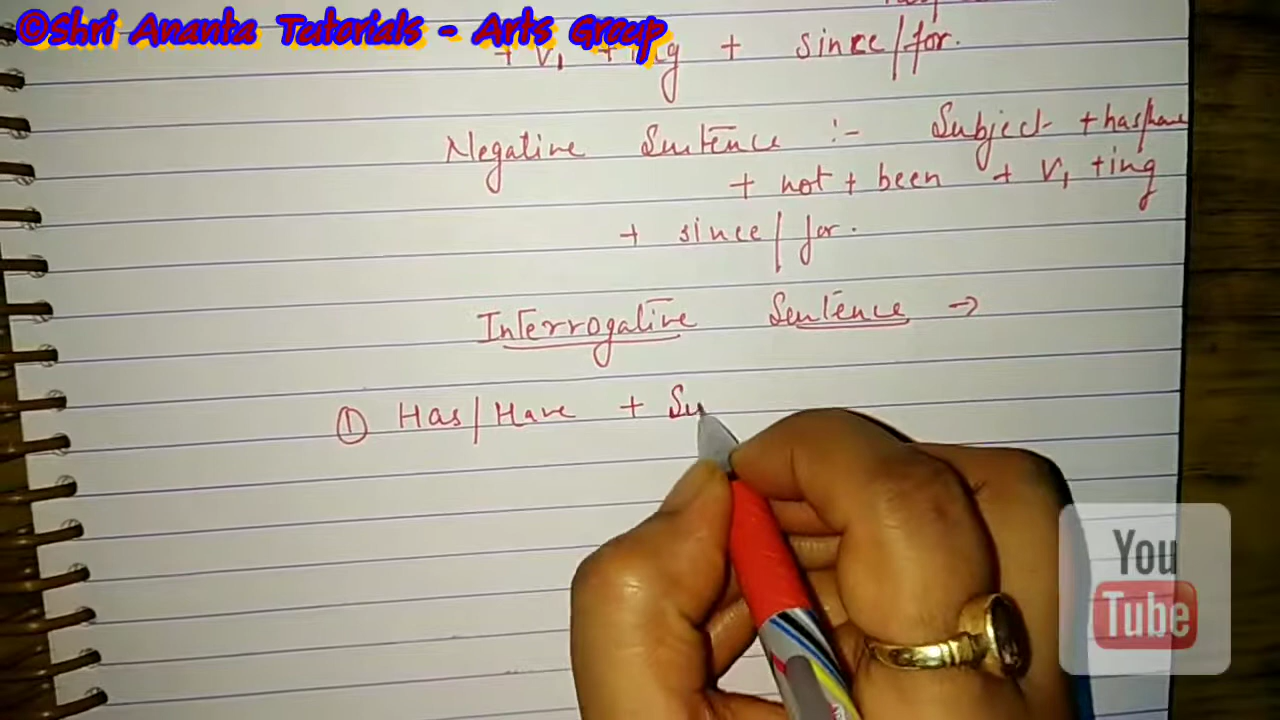 ©Shri Ananta Tutorials - Arts Group
+ V1 + ing + since/for.
Negative Sentence :- Subject + has/have
+ not + been + V1 + ing
+ since/for.
Interrogative Sentence →
① Has/Have + Su
You
Tube